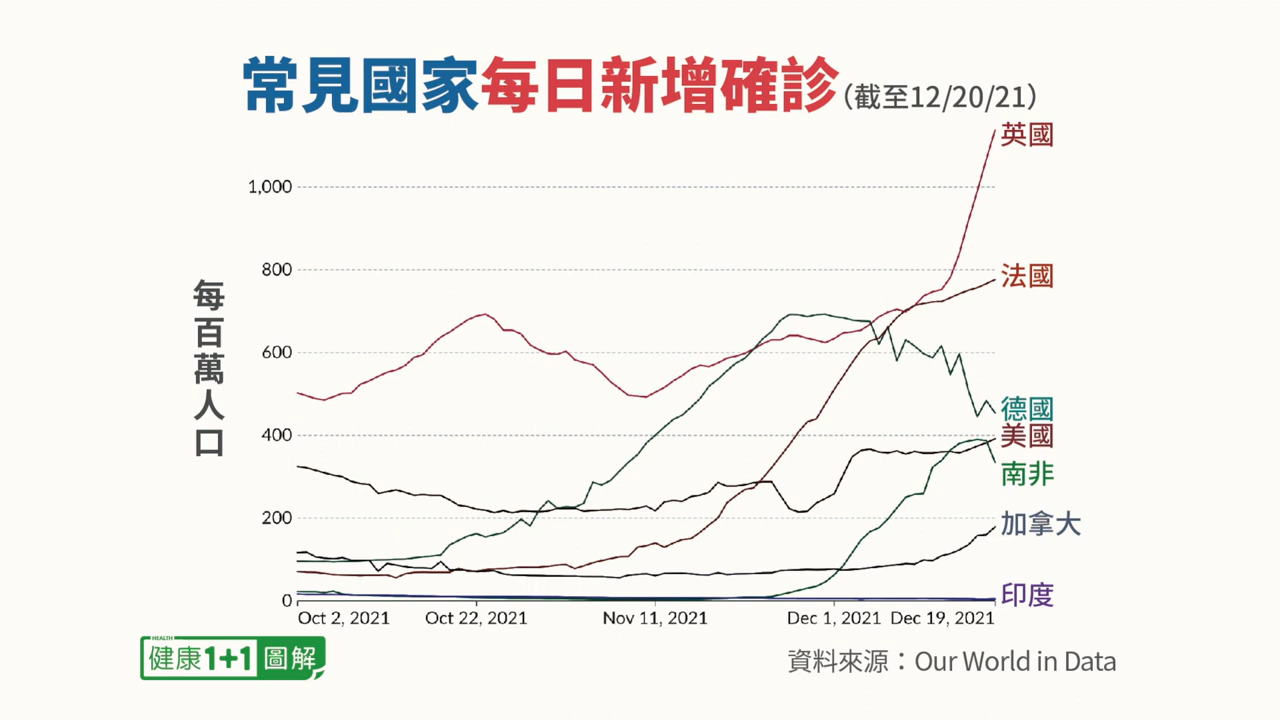 常見國家每日新增確診(截至12/20/21)
每百萬人口
1,000
800
600
400
200
0
英國
法國
德國
美國
南非
加拿大
印度
Oct 2, 2021
Oct 22, 2021
Nov 11, 2021
Dec 1, 2021
Dec 19, 2021
HEALTH
健康1+1 圖解
資料來源：Our World in Data